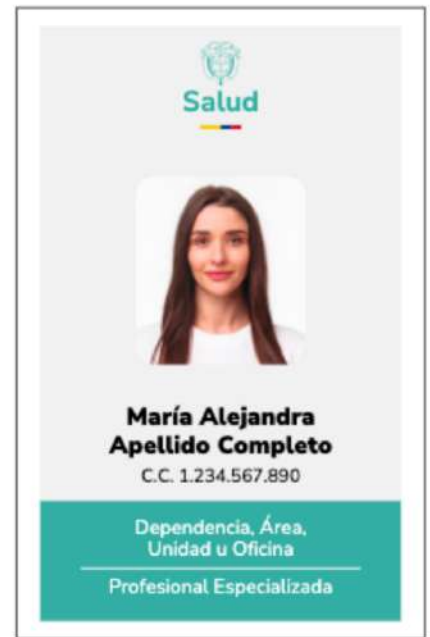 Salud
María Alejandra
Apellido Completo
C.C. 1.234.567.890
Dependencia, Área,
Unidad u Oficina
Profesional Especializada